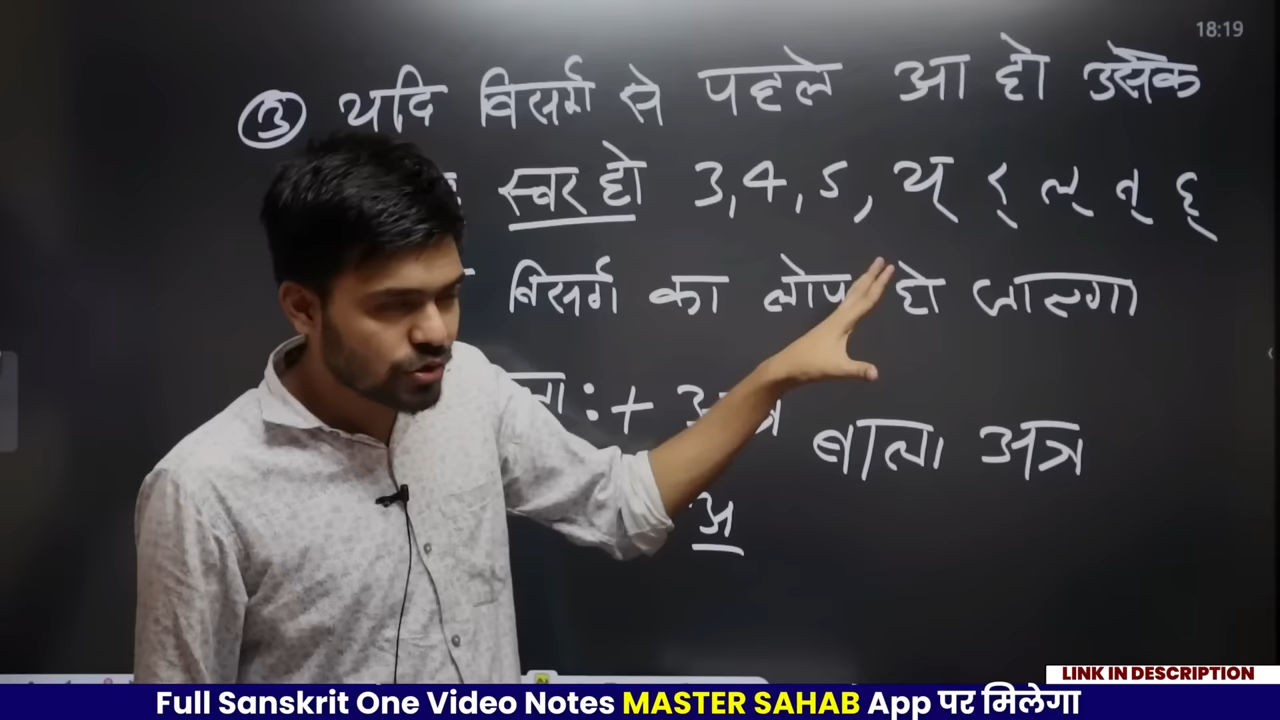 18:19
③ यदि विसर्ग से पहले आ हो उसके
स्वर हो 3,4,5, य् र् ल् व् ह्
विसर्ग का लोप हो जाएगा
ला:+
बाला अत्र
अ
LINK IN DESCRIPTION
Full Sanskrit One Video Notes MASTER SAHAB App पर मिलेगा